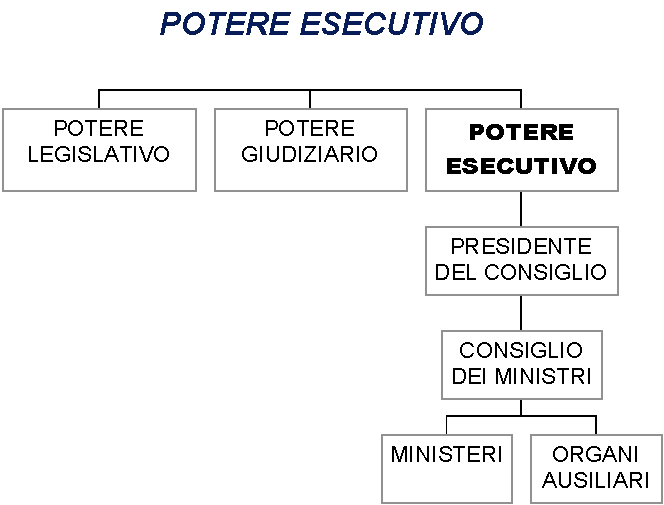 POTERE ESECUTIVO
POTERE
LEGISLATIVO
POTERE
GIUDIZIARIO
POTERE
ESECUTIVO
PRESIDENTE
DEL CONSIGLIO
CONSIGLIO
DEI MINISTRI
MINISTERI
ORGANI
AUSILIARI